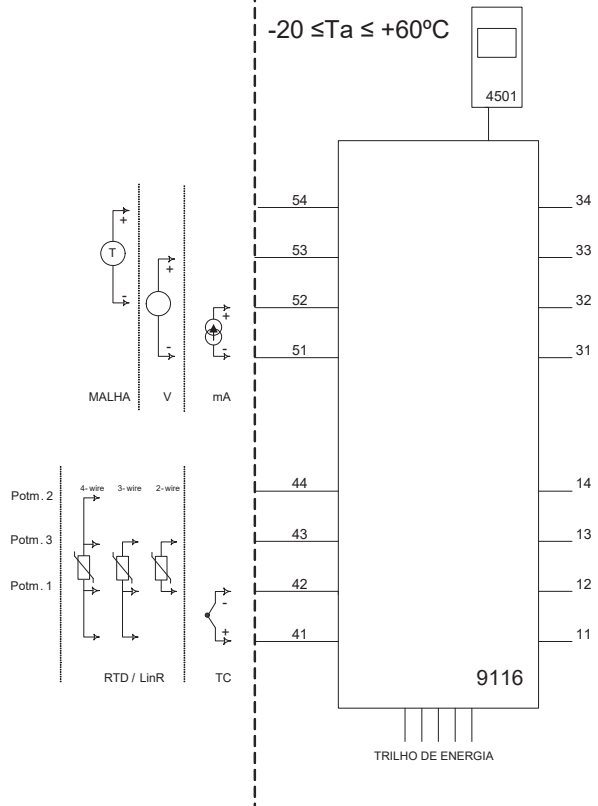 -20 ≤Ta ≤ +60ºC
4501
54
34
+
T
53
33
+
-
52
32
+
-
51
31
-
MALHA
V
mA
4- wire
3- wire
2- wire
Potm. 2
44
14
Potm. 3
43
13
Potm. 1
42
12
-
+
41
11
RTD / LinR
TC
9116
TRILHO DE ENERGIA